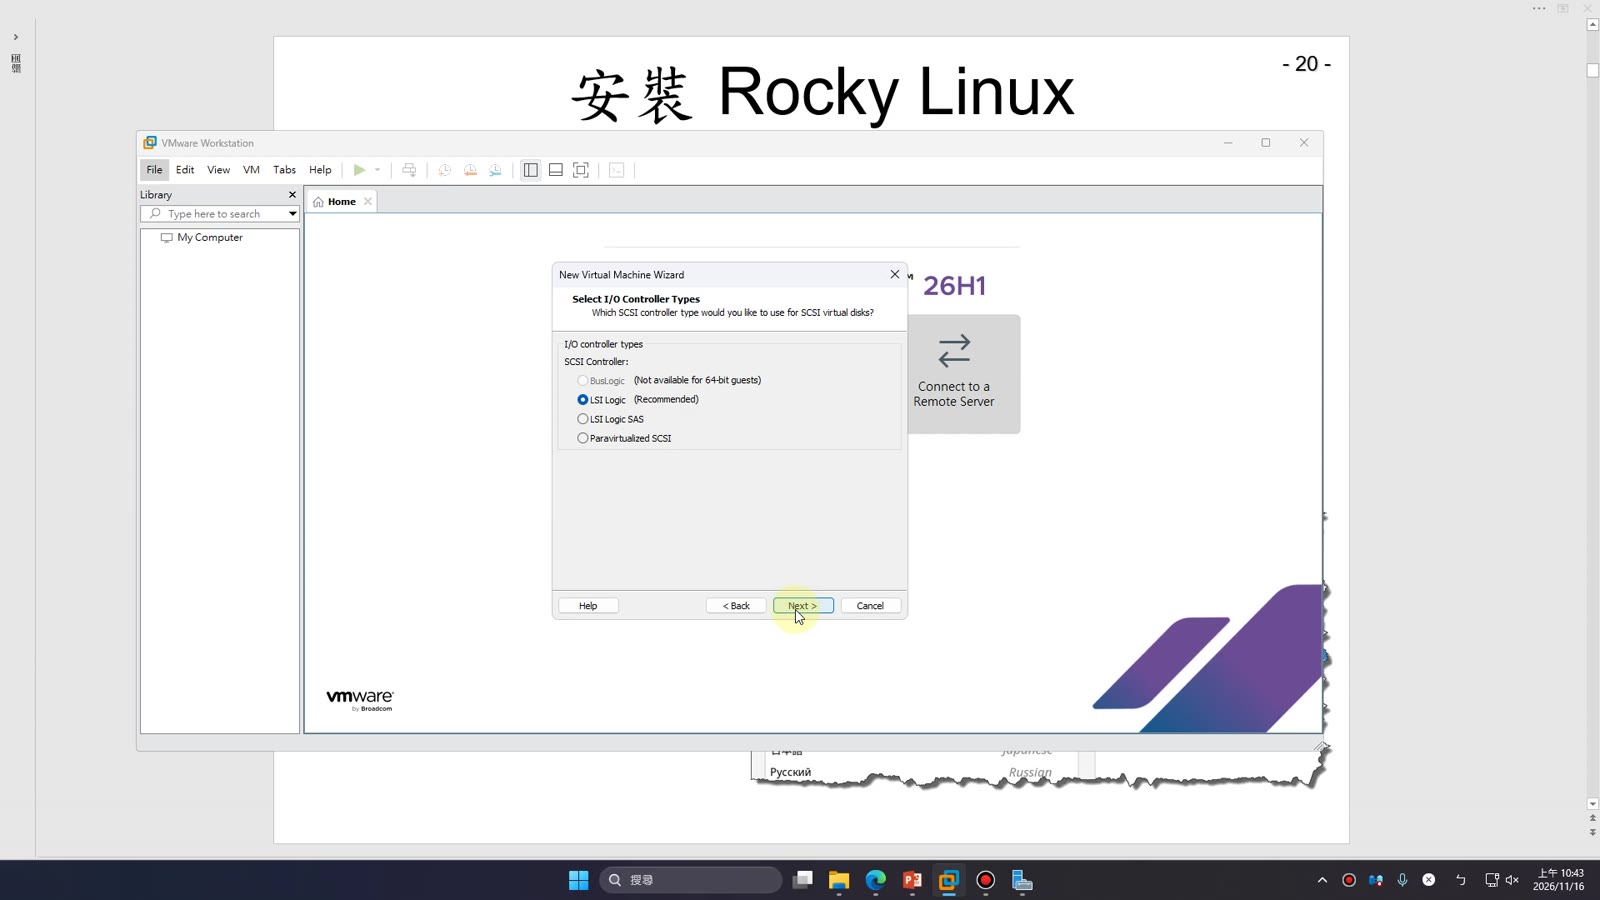 安裝 Rocky Linux
- 20 -
VMware Workstation
File Edit View VM Tabs Help
Library
Type here to search
My Computer
Home
26H1
New Virtual Machine Wizard
Select I/O Controller Types
Which SCSI controller type would you like to use for SCSI virtual disks?
I/O controller types
SCSI Controller:
BusLogic (Not available for 64-bit guests)
LSI Logic (Recommended)
LSI Logic SAS
Paravirtualized SCSI
Help < Back Next > Cancel
Connect to a
Remote Server
vmware
by Broadcom
日本語 Japanese
Русский Russian
搜尋
上午 10:43
2026/11/16